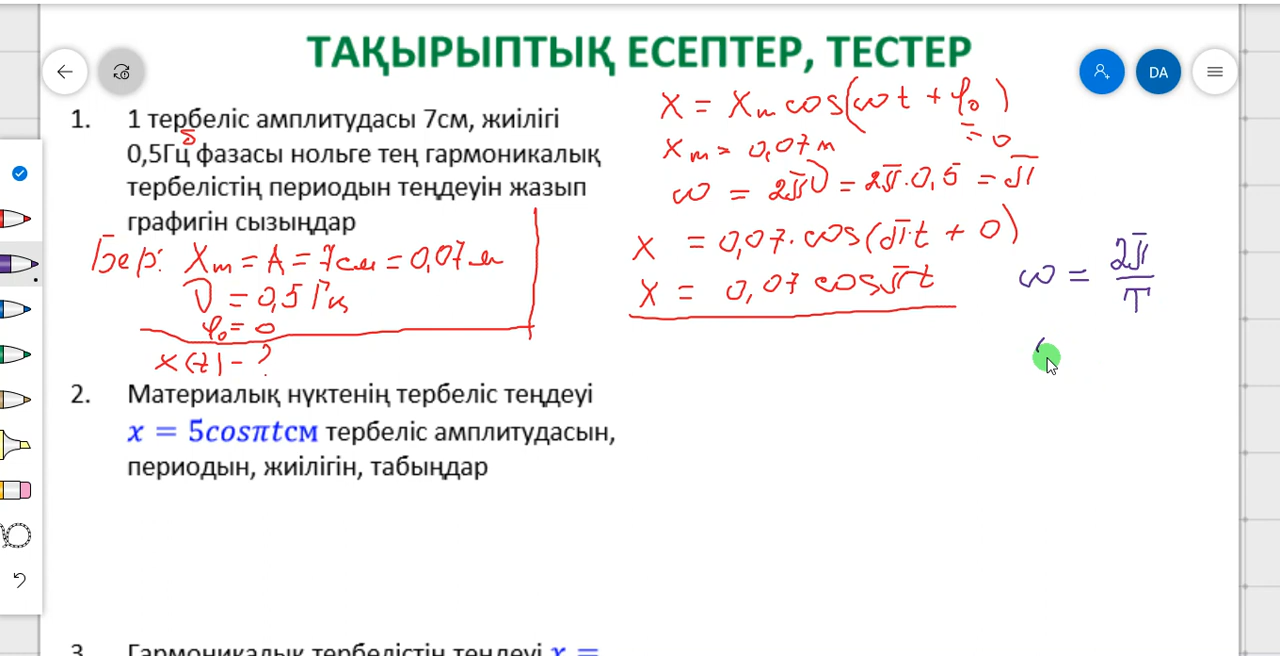 ТАҚЫРЫПТЫҚ ЕСЕПТЕР, ТЕСТЕР
DA
1. 1 тербеліс амплитудасы 7см, жиілігі
0,5Гц б фазасы нольге тең гармоникалық
тербелістің периодын теңдеуін жазып
графигін сызыңдар
Бер: Xm = A = 7см = 0,07м
ν = 0,5 Гц
φ₀ = 0
x(t) - ?
X = Xm cos(ωt + φ₀)
= 0
Xm = 0,07м
ω = 2πν = 2π·0,5 = π
X = 0,07·cos(π·t + 0)
X = 0,07 cosπt
ω = 2π/T
2. Материалық нүктенің тербеліс теңдеуі
x = 5cosπtсм тербеліс амплитудасын,
периодын, жиілігін, табыңдар
3. Гармоникалық тербелістің теңдеуі x =